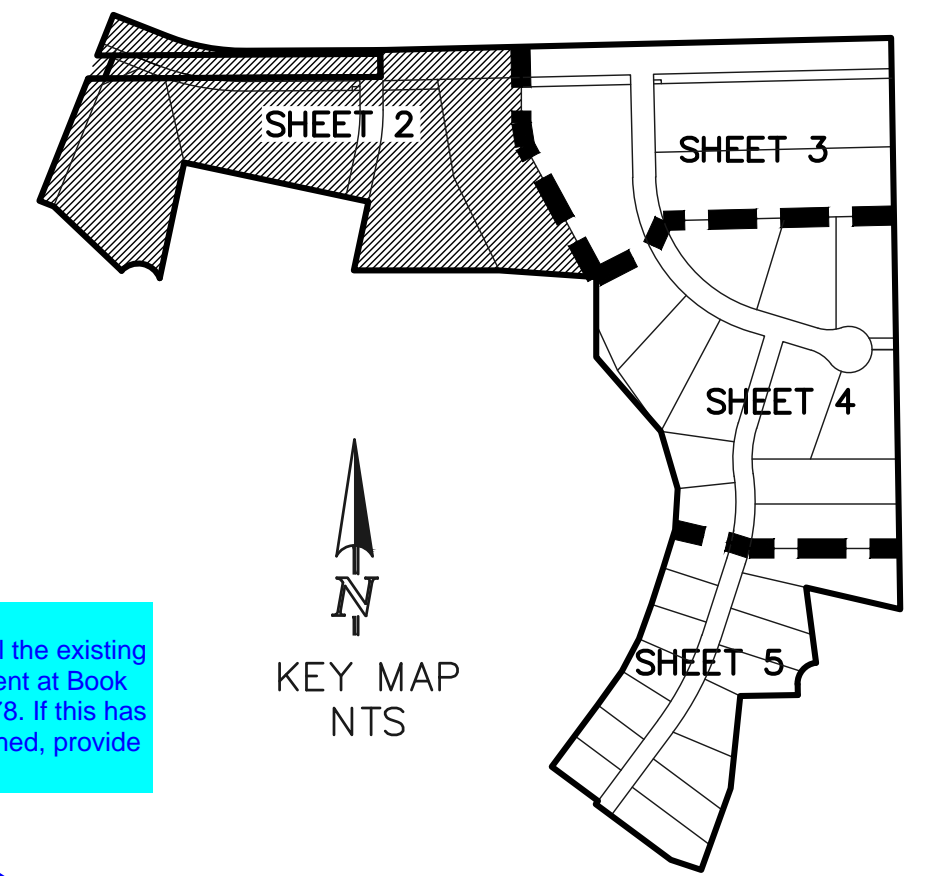 SHEET 2
SHEET 3
SHEET 4
N
the existing
ent at Book
78. If this has
ned, provide
KEY MAP
NTS
SHEET 5